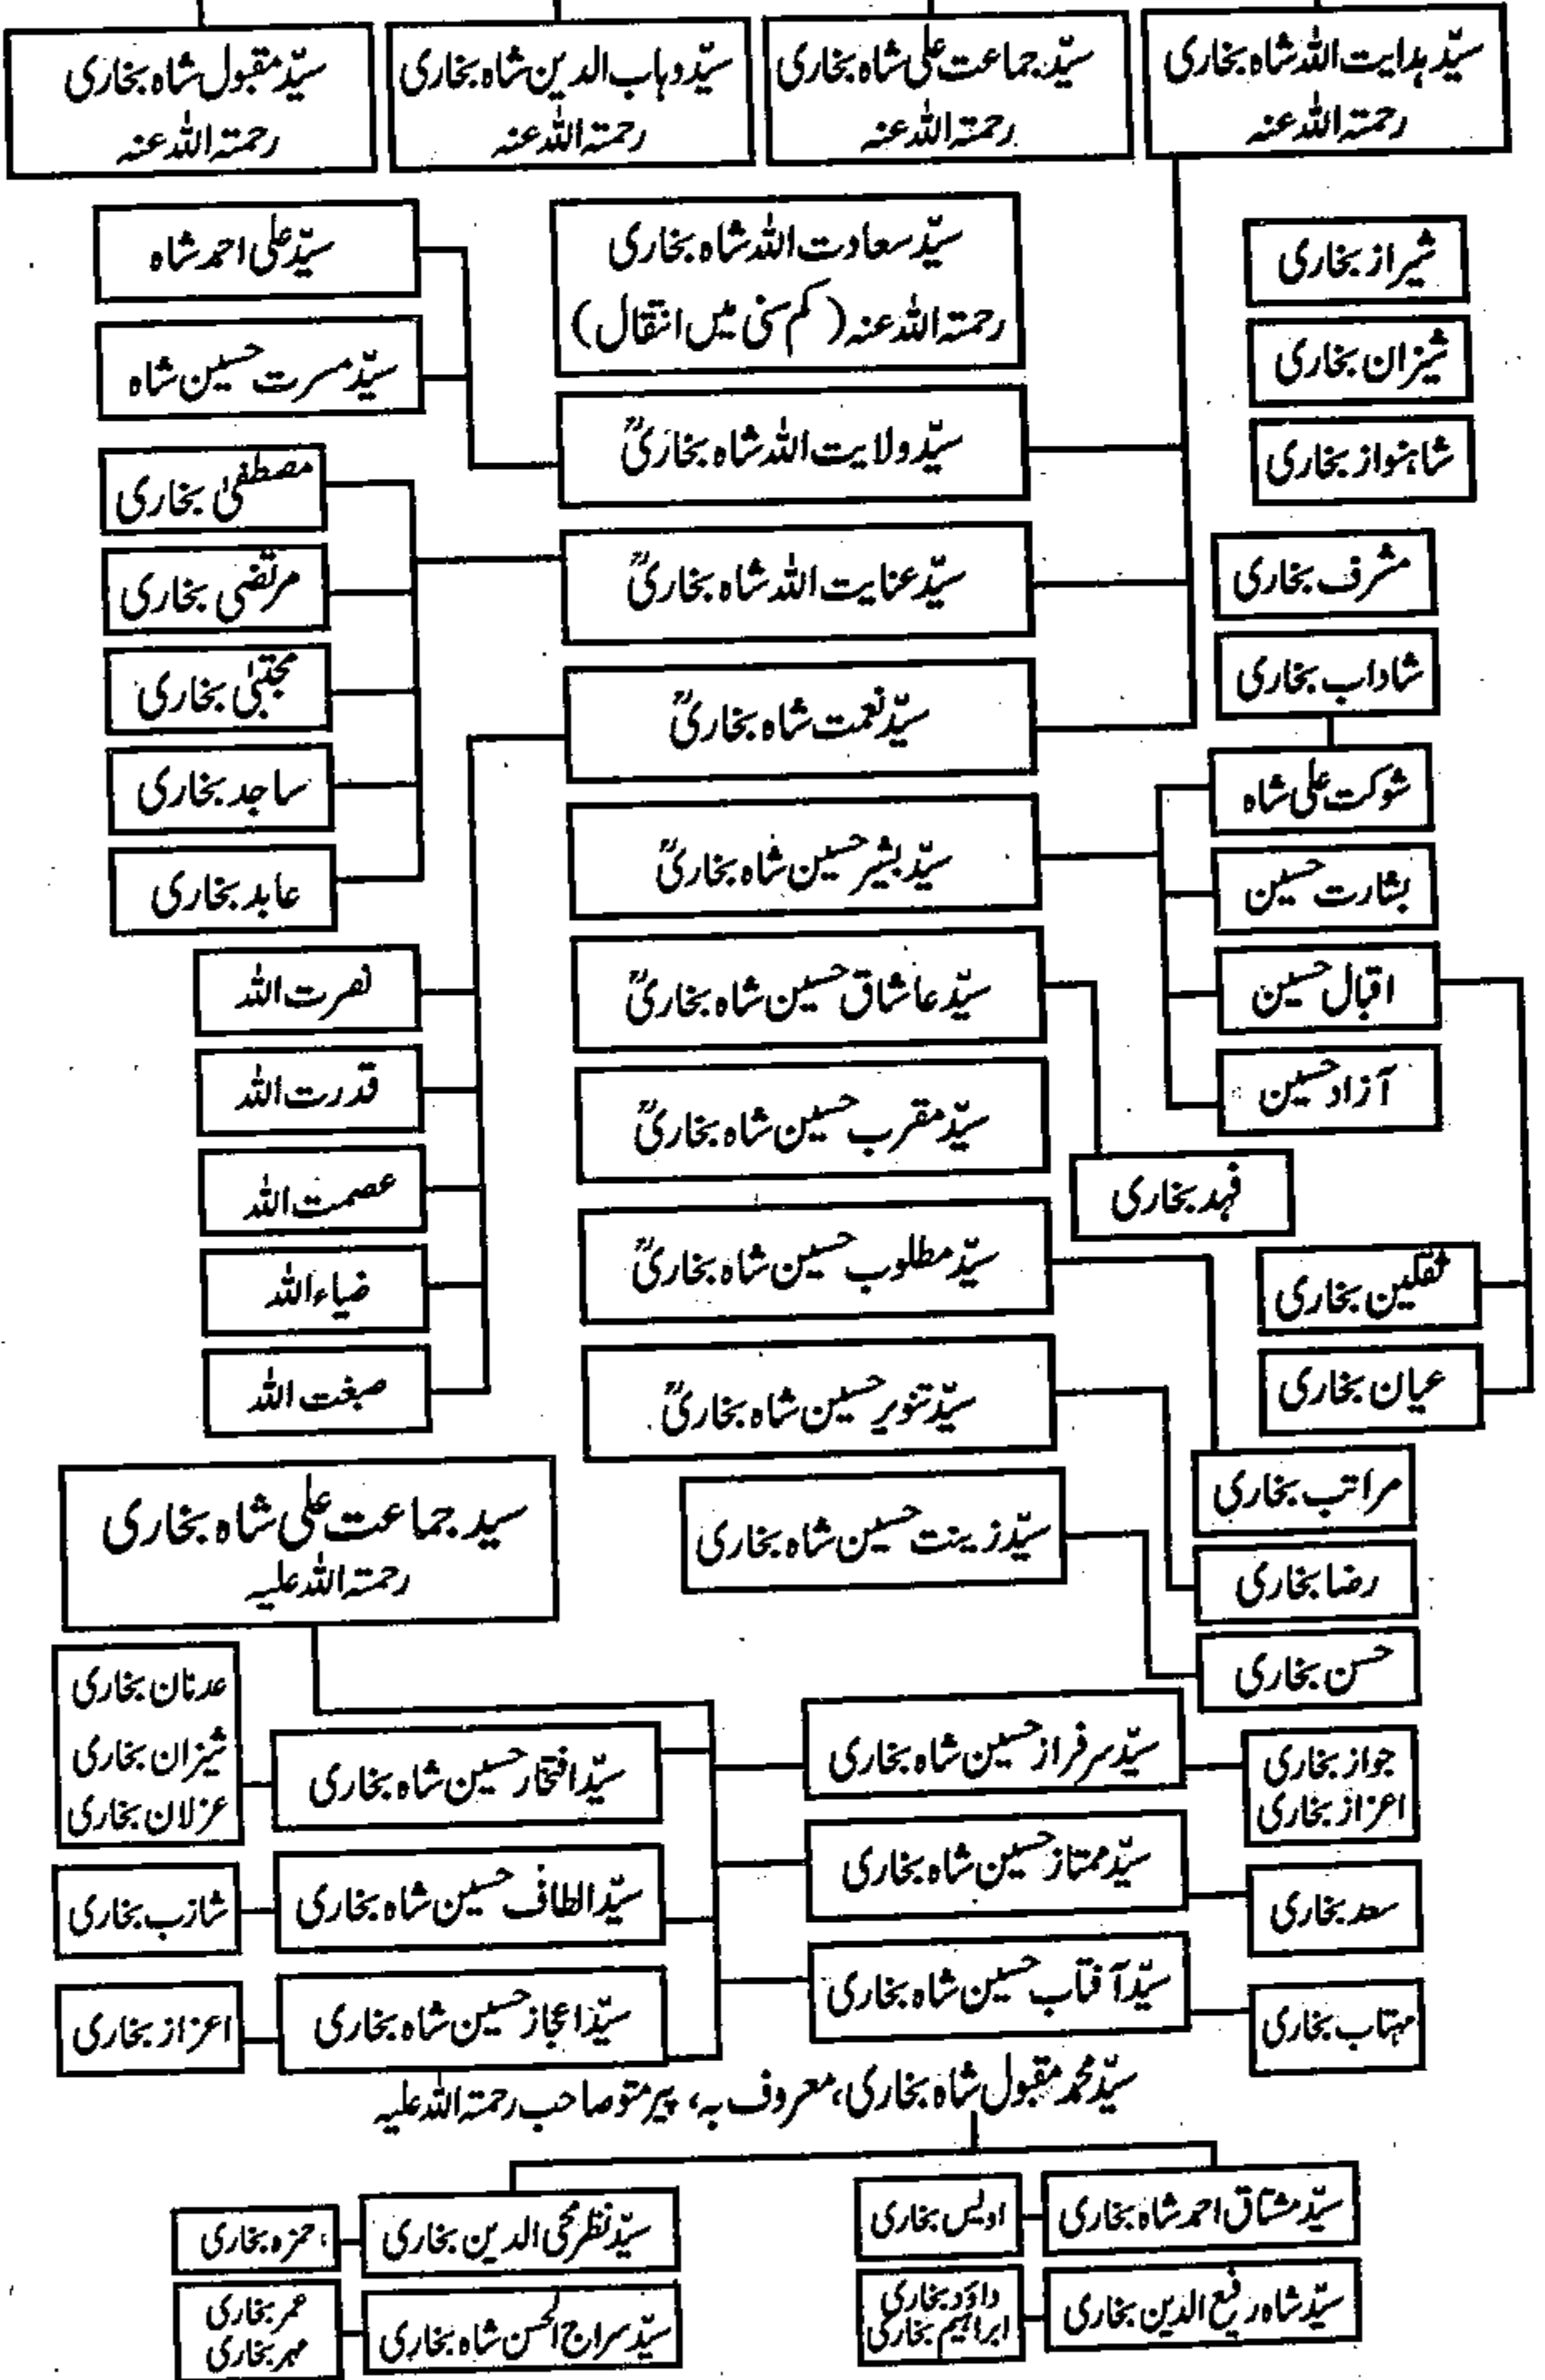 سیّد ہدایت اللہ شاہ بخاری
رحمتہ اللہ عنہ
سیّد جماعت علی شاہ بخاری
رحمتہ اللہ عنہ
سیّد وہاب الدین شاہ بخاری
رحمتہ اللہ عنہ
سیّد مقبول شاہ بخاری
رحمتہ اللہ عنہ
شیراز بخاری
شیزان بخاری
شاہنواز بخاری
مشرف بخاری
شاداب بخاری
شوکت علی شاہ
بشارت حسین
اقبال حسین
آزاد حسین
فہد بخاری
ثقلین بخاری
عیان بخاری
مراتب بخاری
رضا بخاری
حسن بخاری
سیّد سعادت اللہ شاہ بخاری
رحمتہ اللہ عنہ (کم سنی میں انتقال)
سیّد ولایت اللہ شاہ بخاریؒ
سیّد عنایت اللہ شاہ بخاریؒ
سیّد نعمت شاہ بخاریؒ
سیّد بشیر حسین شاہ بخاریؒ
سیّد عاشاق حسین شاہ بخاریؒ
سیّد مقرب حسین شاہ بخاریؒ
سیّد مطلوب حسین شاہ بخاریؒ
سیّد تنویر حسین شاہ بخاریؒ
سیّد زینت حسین شاہ بخاری
سیّد علی احمد شاہ
سیّد مسرت حسین شاہ
مصطفیٰ بخاری
مرتضی بخاری
مجتبیٰ بخاری
ساجد بخاری
عابد بخاری
نصرت اللہ
قدرت اللہ
عصمت اللہ
ضیاء اللہ
صبغت اللہ
سید جماعت علی شاہ بخاری
رحمتہ اللہ علیہ
سیّد سرفراز حسین شاہ بخاری
جواز بخاری
اعزاز بخاری
سیّد ممتاز حسین شاہ بخاری
سعد بخاری
سیّد آفتاب حسین شاہ بخاری
مہتاب بخاری
سیّد افتخار حسین شاہ بخاری
عدنان بخاری
شیزان بخاری
عزلان بخاری
سیّد الطاف حسین شاہ بخاری
شازب بخاری
سیّد اعجاز حسین شاہ بخاری
اعزاز بخاری
سیّد محمد مقبول شاہ بخاری، معروف بہ، پیر متو صاحب رحمتہ اللہ علیہ
سیّد مشتاق احمد شاہ بخاری
اویس بخاری
سیّد شاہ رفیع الدین بخاری
داؤد بخاری
ابراہیم بخاری
سیّد نظر محی الدین بخاری
حمزہ بخاری
سیّد سراج الحسن شاہ بخاری
عمر بخاری
مہر بخاری